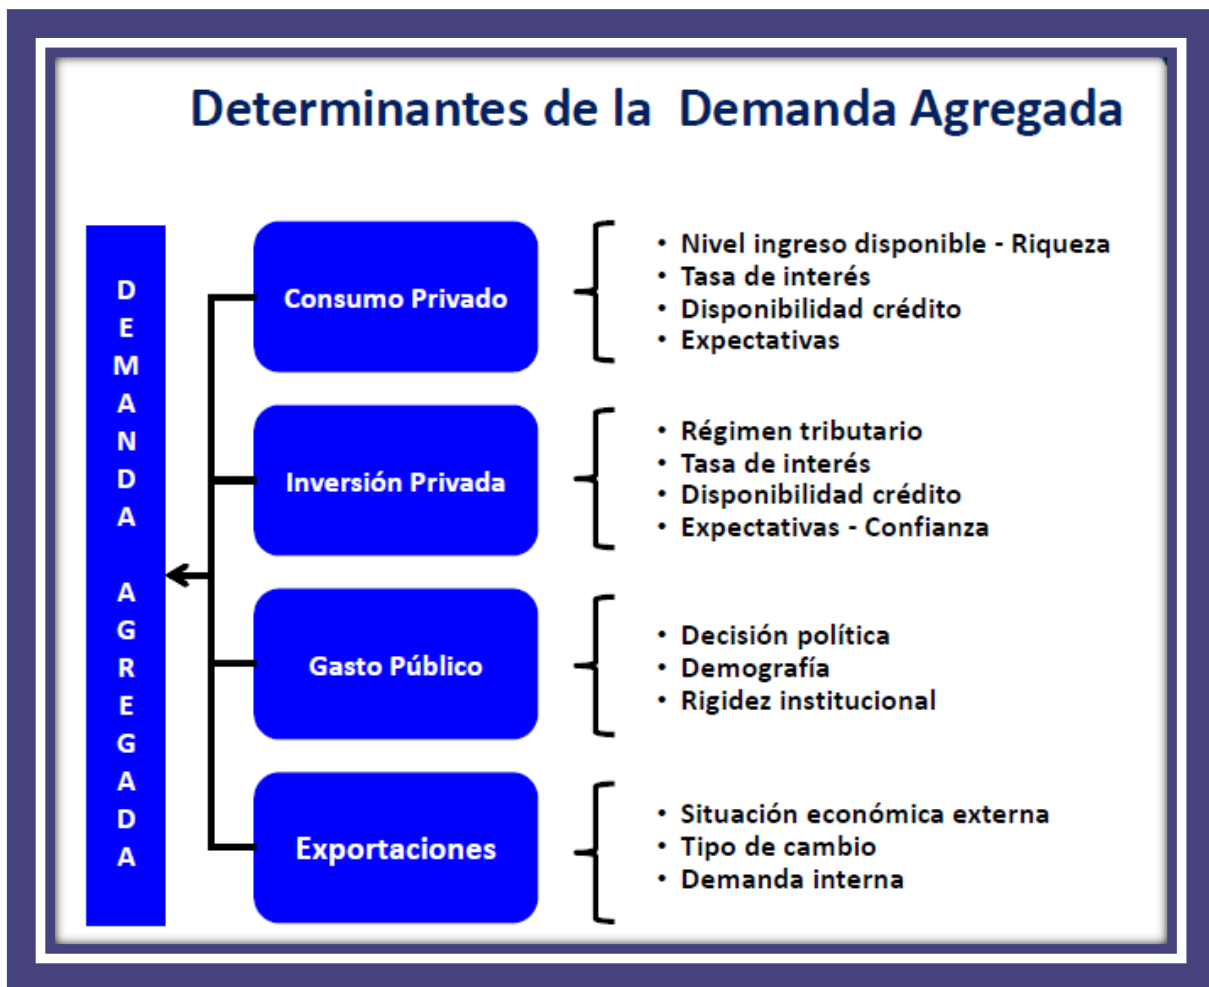 Determinantes de la Demanda Agregada
DEMANDA AGREGADA
Consumo Privado
• Nivel ingreso disponible - Riqueza
• Tasa de interés
• Disponibilidad crédito
• Expectativas
Inversión Privada
• Régimen tributario
• Tasa de interés
• Disponibilidad crédito
• Expectativas - Confianza
Gasto Público
• Decisión política
• Demografía
• Rigidez institucional
Exportaciones
• Situación económica externa
• Tipo de cambio
• Demanda interna